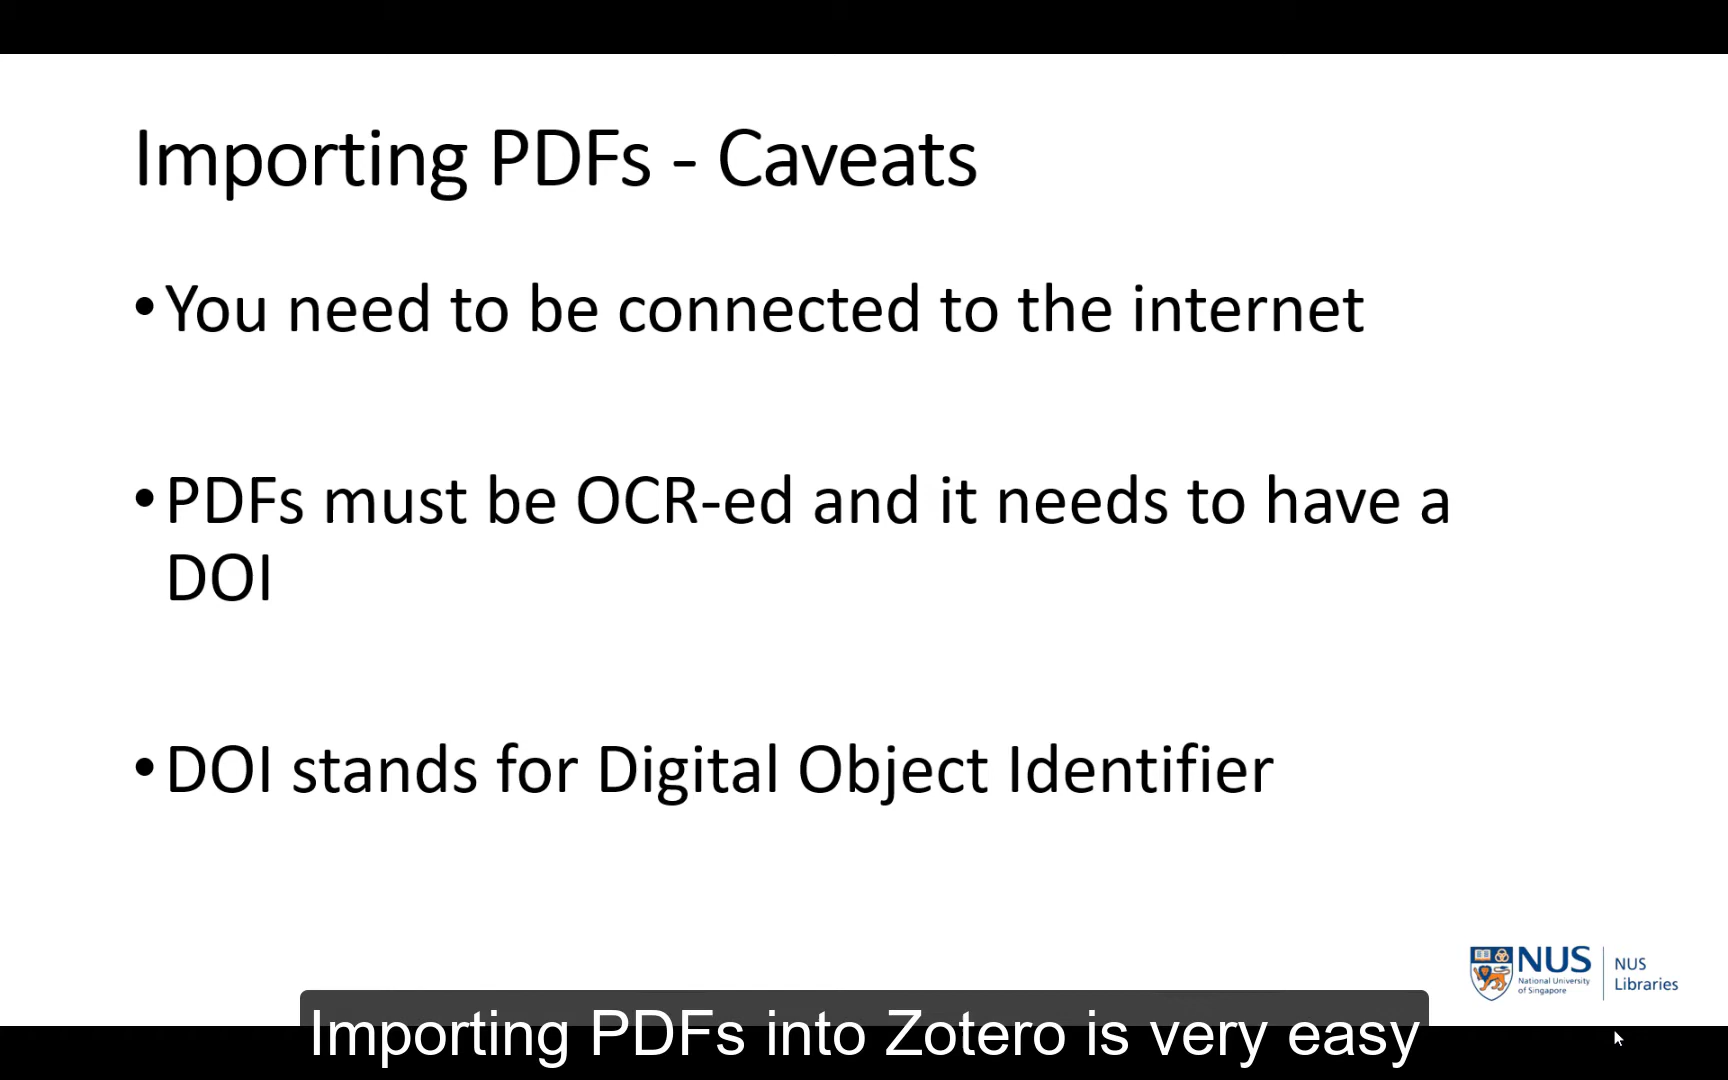 Importing PDFs - Caveats
•You need to be connected to the internet
•PDFs must be OCR-ed and it needs to have a
DOI
•DOI stands for Digital Object Identifier
NUS
National University
of Singapore
NUS
Libraries
Importing PDFs into Zotero is very easy